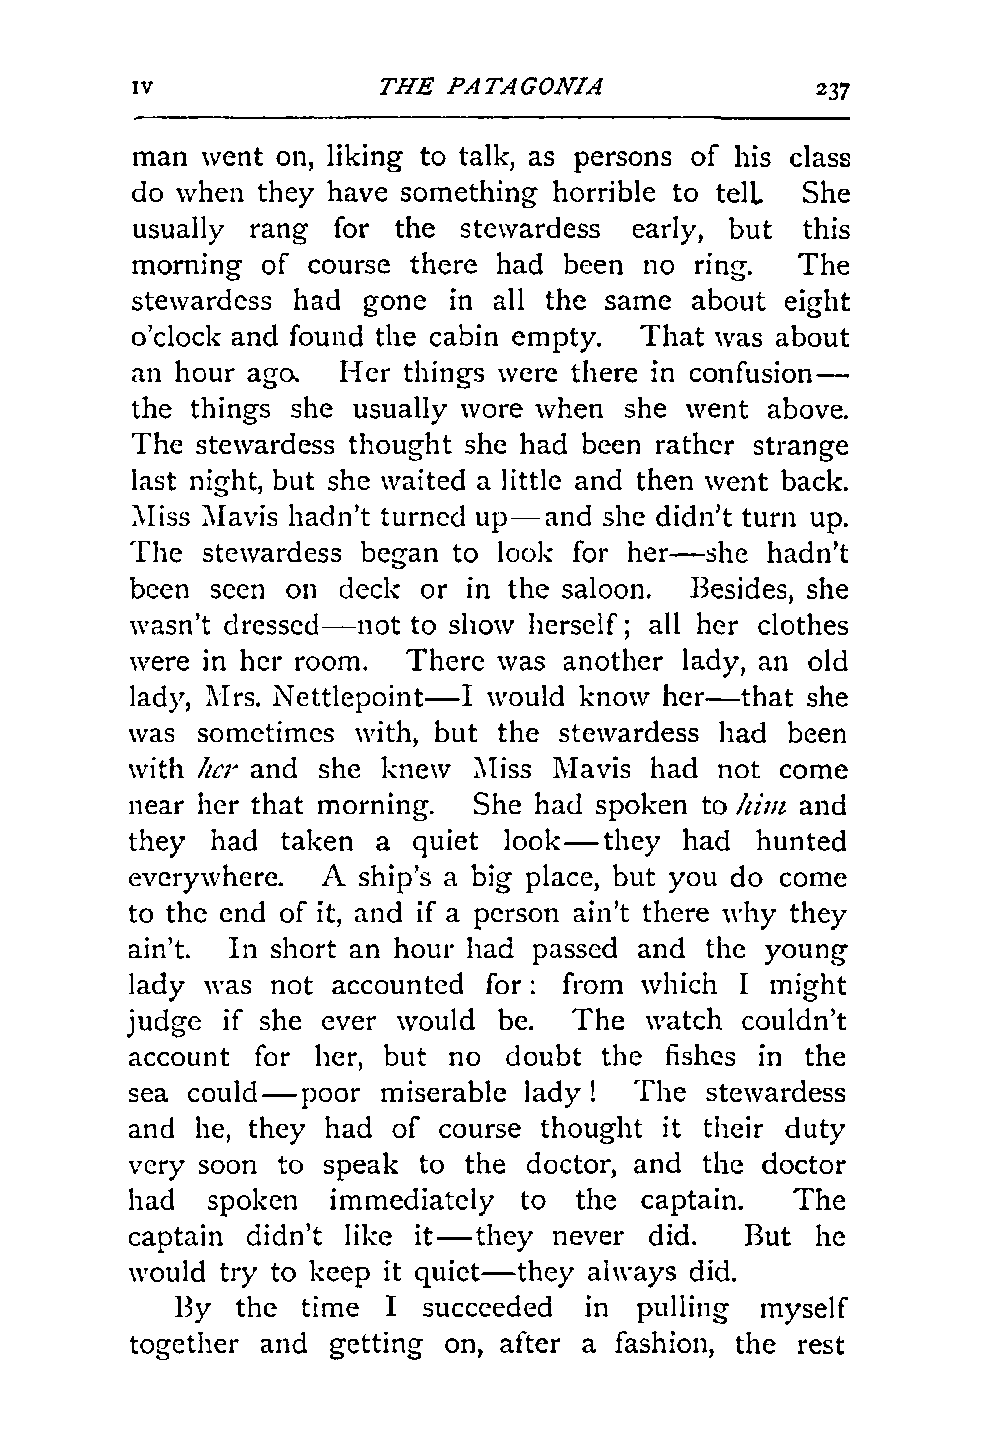 IV THE PATAGONIA 237
man went on, liking to talk, as persons of his class
do when they have something horrible to tell. She
usually rang for the stewardess early, but this
morning of course there had been no ring. The
stewardess had gone in all the same about eight
o'clock and found the cabin empty. That was about
an hour ago. Her things were there in confusion—
the things she usually wore when she went above.
The stewardess thought she had been rather strange
last night, but she waited a little and then went back.
Miss Mavis hadn't turned up—and she didn't turn up.
The stewardess began to look for her—she hadn't
been seen on deck or in the saloon. Besides, she
wasn't dressed—not to show herself; all her clothes
were in her room. There was another lady, an old
lady, Mrs. Nettlepoint—I would know her—that she
was sometimes with, but the stewardess had been
with her and she knew Miss Mavis had not come
near her that morning. She had spoken to him and
they had taken a quiet look—they had hunted
everywhere. A ship's a big place, but you do come
to the end of it, and if a person ain't there why they
ain't. In short an hour had passed and the young
lady was not accounted for: from which I might
judge if she ever would be. The watch couldn't
account for her, but no doubt the fishes in the
sea could—poor miserable lady! The stewardess
and he, they had of course thought it their duty
very soon to speak to the doctor, and the doctor
had spoken immediately to the captain. The
captain didn't like it—they never did. But he
would try to keep it quiet—they always did.
By the time I succeeded in pulling myself
together and getting on, after a fashion, the rest